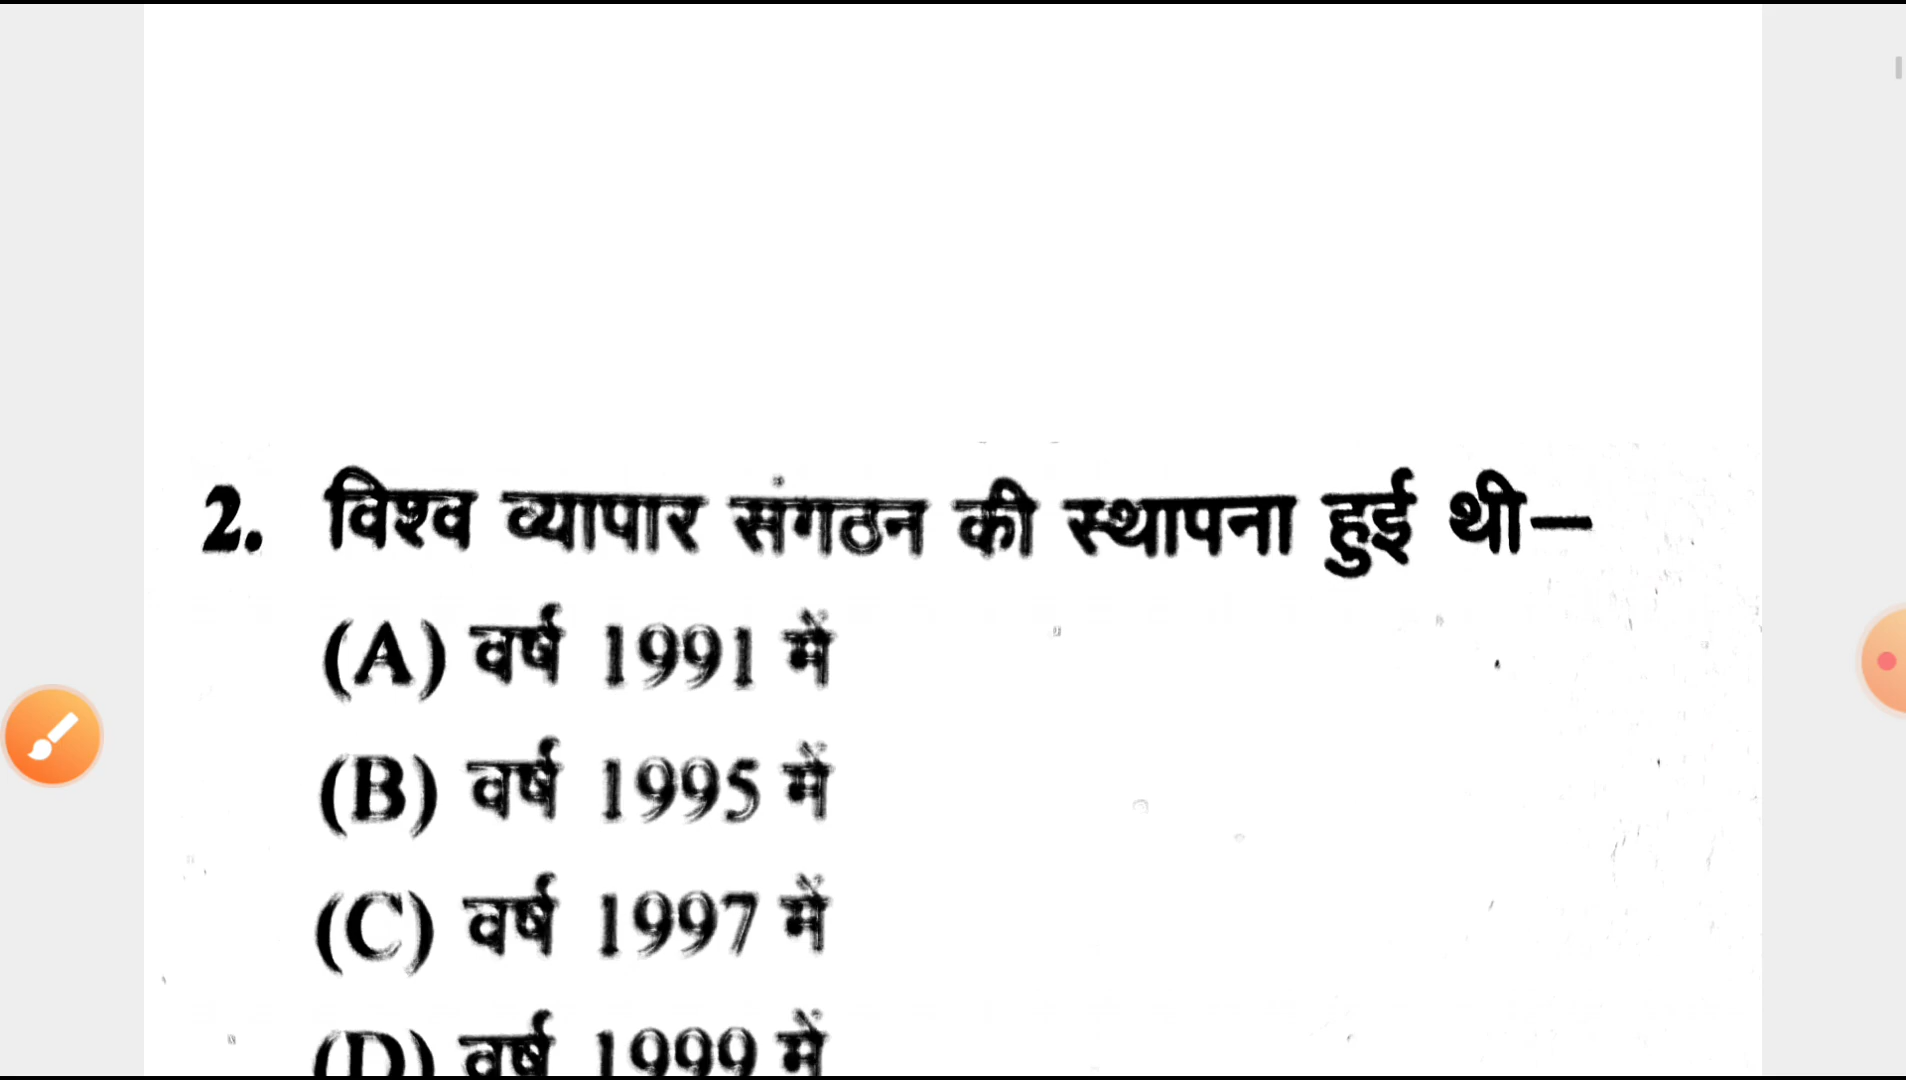 2. विश्व व्यापार संगठन की स्थापना हुई थी—
(A) वर्ष 1991 में
(B) वर्ष 1995 में
(C) वर्ष 1997 में
(D) वर्ष 1999 में